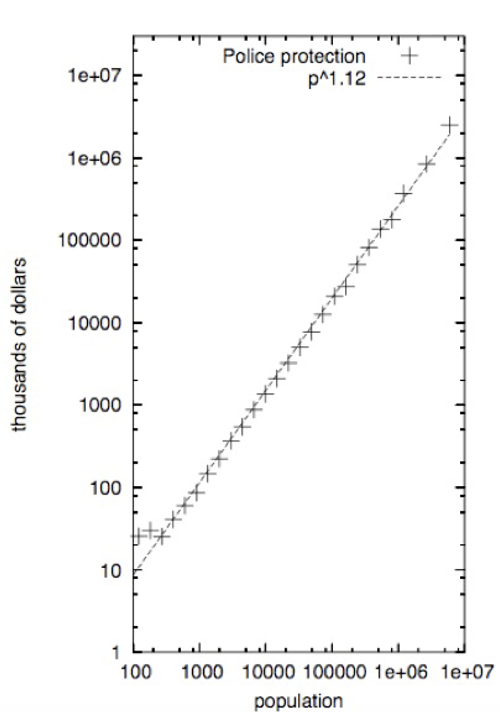 Police protection
p^1.12
1e+07
1e+06
100000
10000
1000
100
10
1
thousands of dollars
100 1000 10000 100000 1e+06 1e+07
population